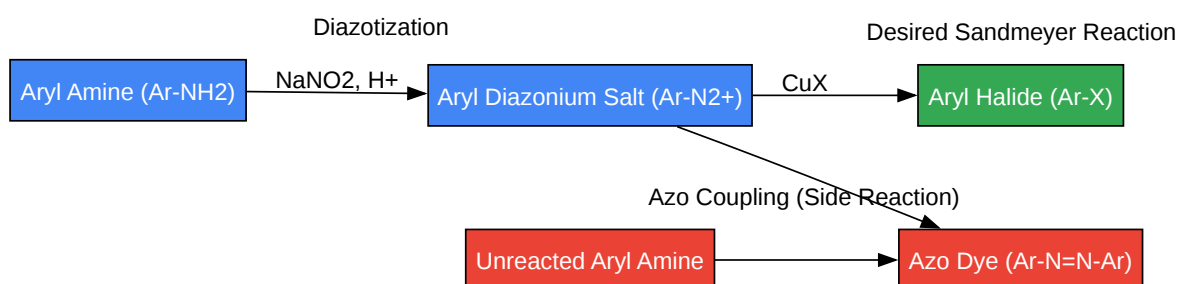 Diazotization
Desired Sandmeyer Reaction
Aryl Amine (Ar-NH2)
NaNO2, H+
Aryl Diazonium Salt (Ar-N2+)
CuX
Aryl Halide (Ar-X)
Azo Coupling (Side Reaction)
Unreacted Aryl Amine
Azo Dye (Ar-N=N-Ar)